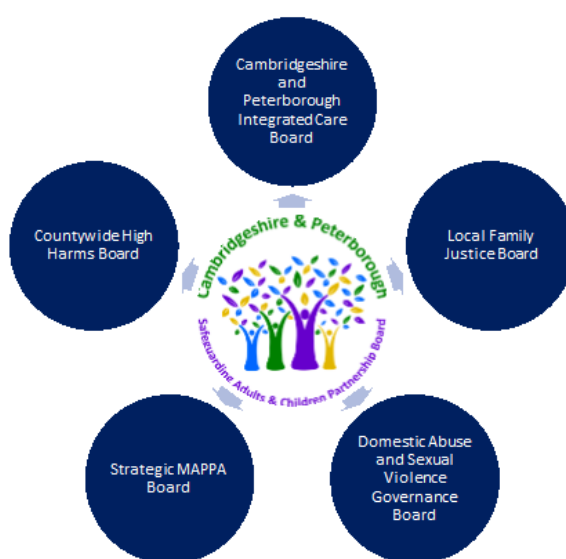 Cambridgeshire
and
Peterborough
Integrated Care
Board
Countywide High
Harms Board
Local Family
Justice Board
Cambridgeshire & Peterborough
Safeguarding Adults & Children Partnership Board
Strategic MAPPA
Board
Domestic Abuse
and Sexual
Violence
Governance
Board